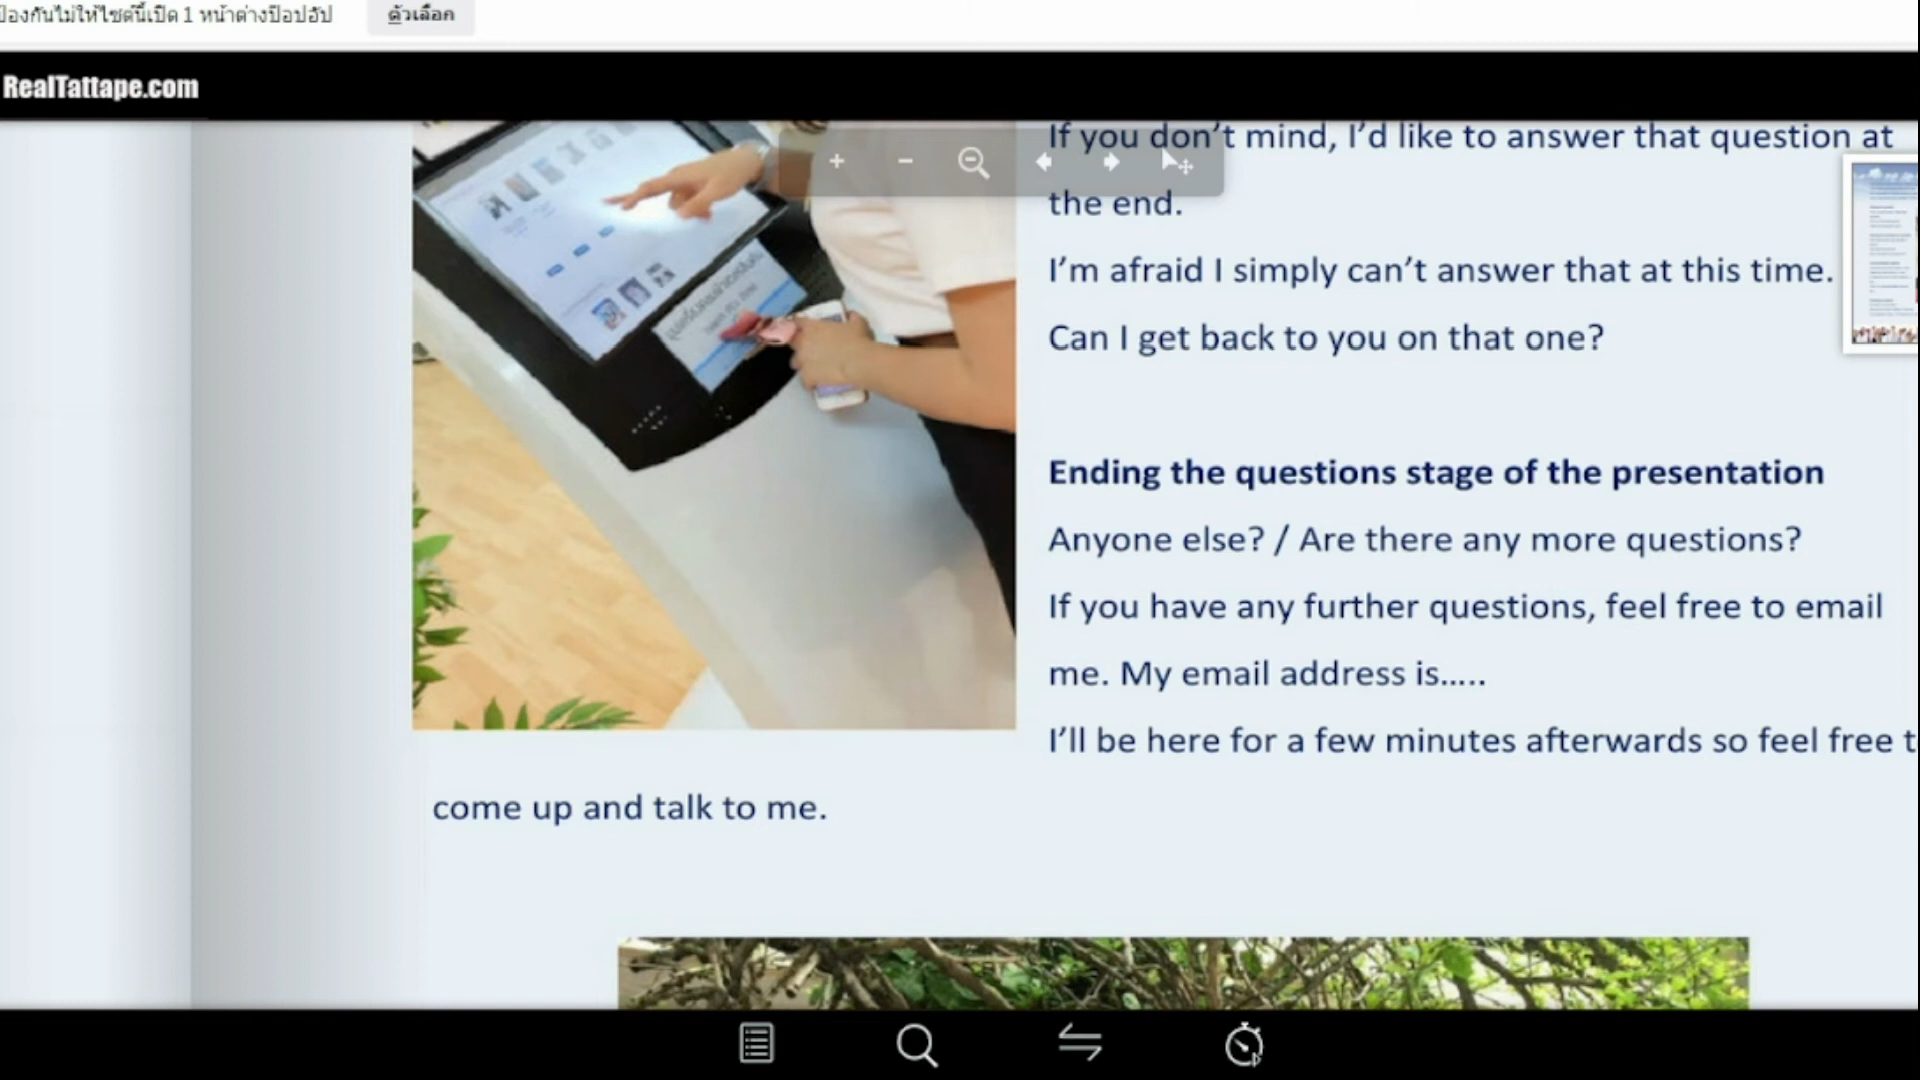 ป้องกันไม่ให้ไซต์นี้เปิด 1 หน้าต่างป๊อปอัป
ตัวเลือก
RealTattape.com
If you don't mind, I'd like to answer that question at
the end.
I'm afraid I simply can't answer that at this time.
Can I get back to you on that one?
Ending the questions stage of the presentation
Anyone else? / Are there any more questions?
If you have any further questions, feel free to email
me. My email address is.....
I'll be here for a few minutes afterwards so feel free t
come up and talk to me.